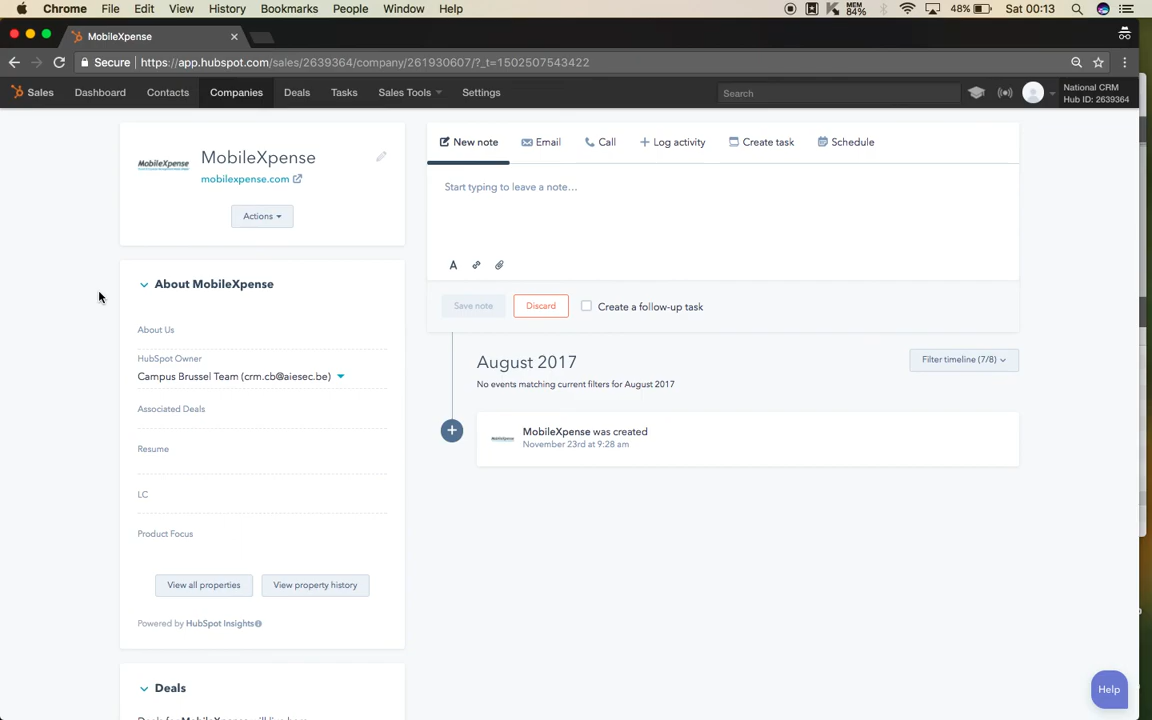 Chrome File Edit View History Bookmarks People Window Help MEM 84% 48% Sat 00:13
MobileXpense
Secure https://app.hubspot.com/sales/2639364/company/261930607/?_t=1502507543422
Sales Dashboard Contacts Companies Deals Tasks Sales Tools Settings Search National CRM
Hub ID: 2639364
MobileXpense
MobileXpense
mobilexpense.com
Actions
New note Email Call Log activity Create task Schedule
Start typing to leave a note...
A
Save note Discard Create a follow-up task
About MobileXpense
About Us
HubSpot Owner
Campus Brussel Team (crm.cb@aiesec.be)
Associated Deals
Resume
LC
Product Focus
View all properties View property history
Powered by HubSpot Insights
Deals
August 2017 Filter timeline (7/8)
No events matching current filters for August 2017
MobileXpense was created
November 23rd at 9:28 am
Help